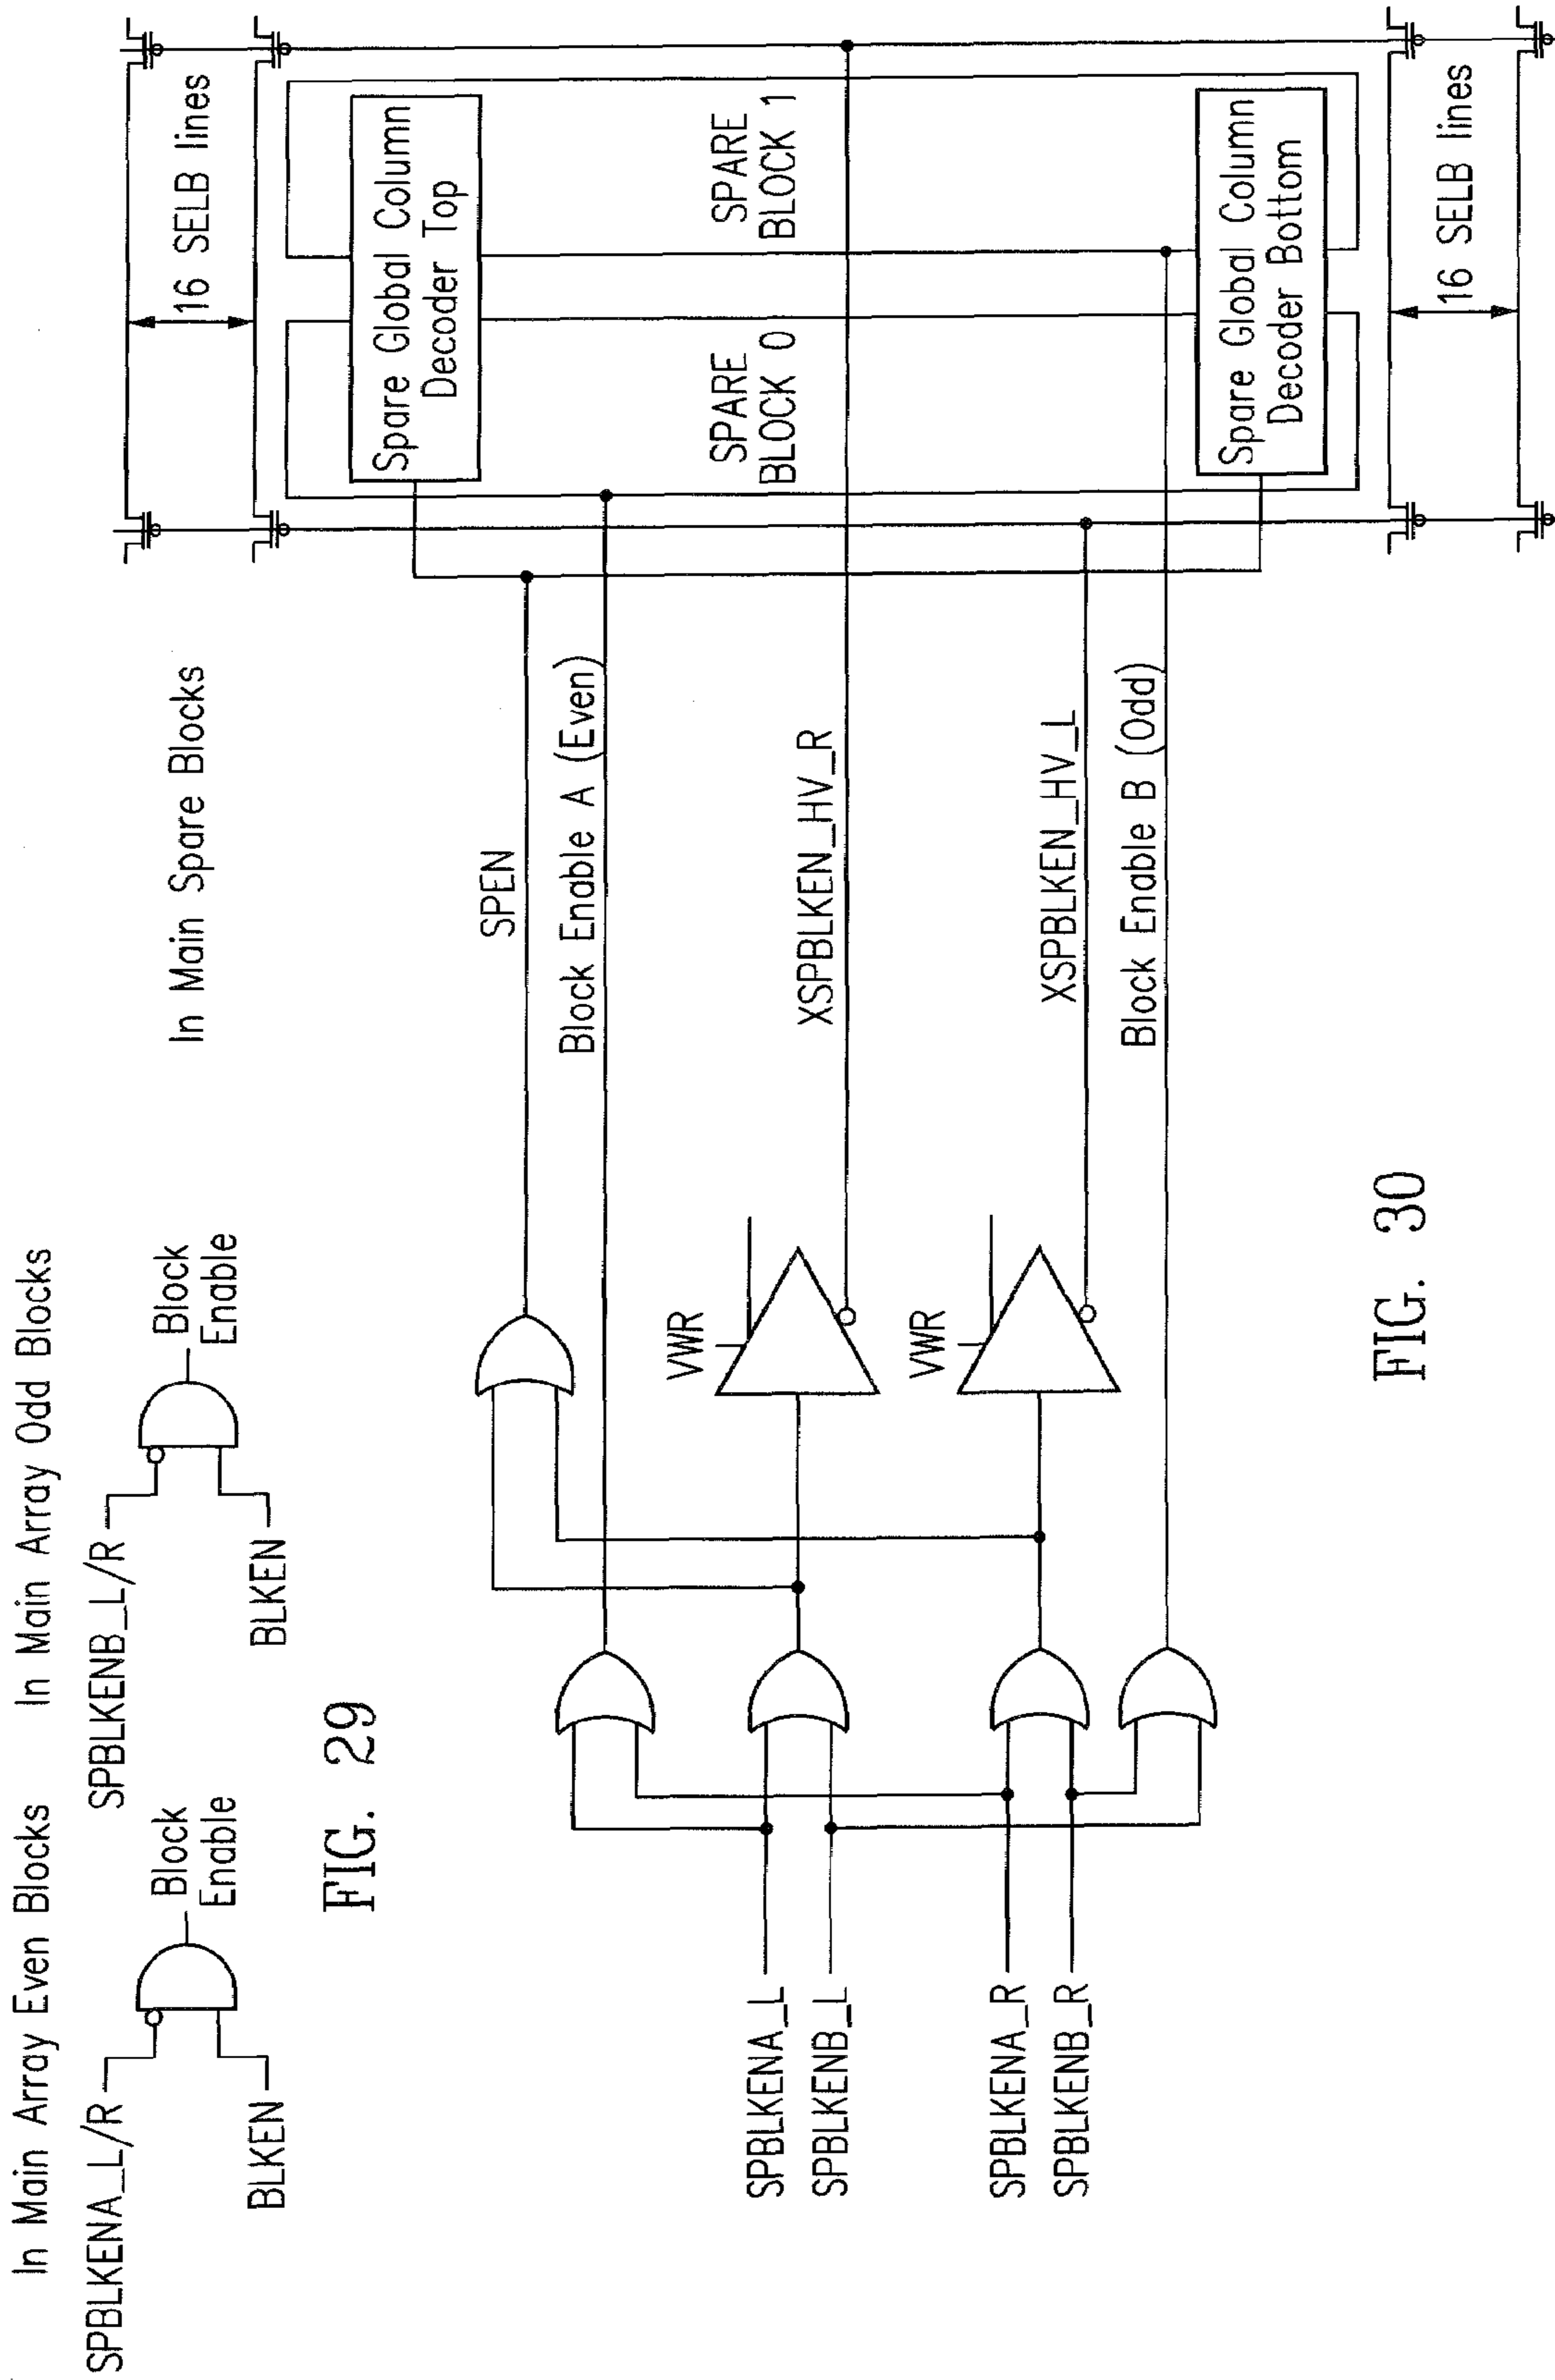 In Main Array Even Blocks
SPBLKENA_L/R
BLKEN
Block
Enable
In Main Array Odd Blocks
SPBLKENB_L/R
BLKEN
Block
Enable
FIG. 29
In Main Spare Blocks
SPBLKENA_L
SPBLKENB_L
SPBLKENA_R
SPBLKENB_R
VWR
VWR
SPEN
Block Enable A (Even)
XSPBLKEN_HV_R
XSPBLKEN_HV_L
Block Enable B (Odd)
16 SELB lines
Spare Global Column
Decoder Top
SPARE
BLOCK 0
SPARE
BLOCK 1
Spare Global Column
Decoder Bottom
16 SELB lines
FIG. 30